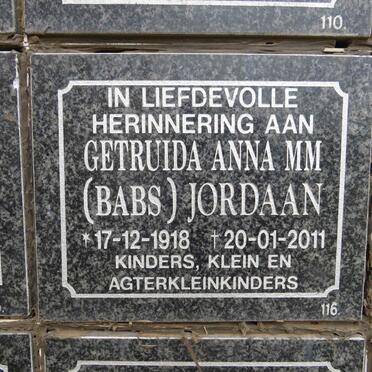 110.
IN LIEFDEVOLLE
HERINNERING AAN
GETRUIDA ANNA MM
(BABS) JORDAAN
*17-12-1918 †20-01-2011
KINDERS, KLEIN EN
AGTERKLEINKINDERS
116.